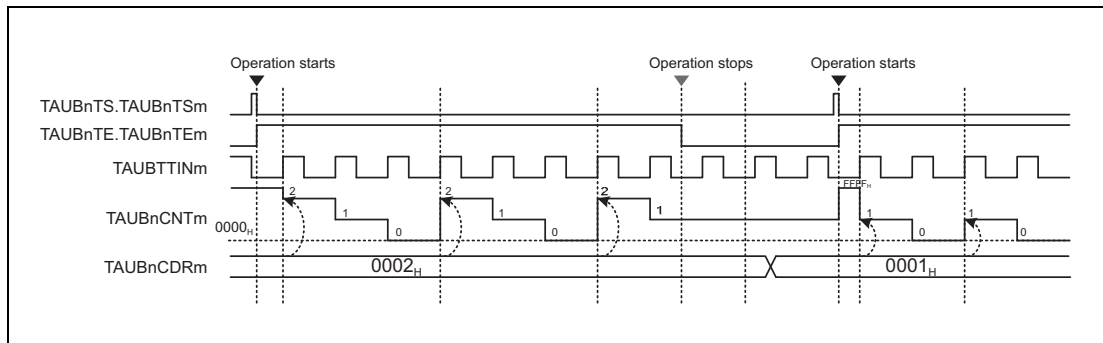 Operation starts
Operation stops
Operation starts
TAUBnTS.TAUBnTSm
TAUBnTE.TAUBnTEm
TAUBTTINm
FFFFH
2
2
2
TAUBnCNTm
1
1
1
1
1
0000H
0
0
0
0
TAUBnCDRm
0002H
0001H